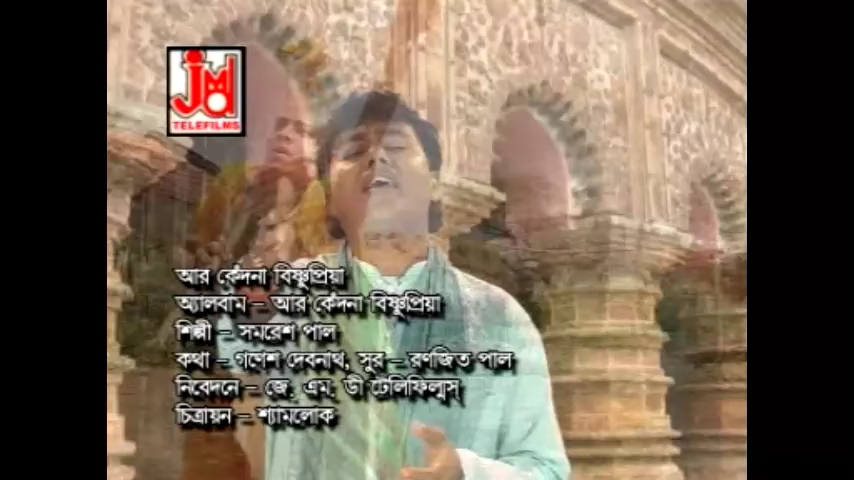 JMD
TELEFILMS
আর কেঁদনা বিষ্ণুপ্রিয়া
অ্যালবাম – আর কেঁদনা বিষ্ণুপ্রিয়া
শিল্পী – সমরেশ পাল
কথা – গণেশ দেবনাথ, সুর – রণজিত পাল
নিবেদনে – জে. এম. ডী টেলিফিল্মস্
চিত্রায়ন – শ্যামলোক